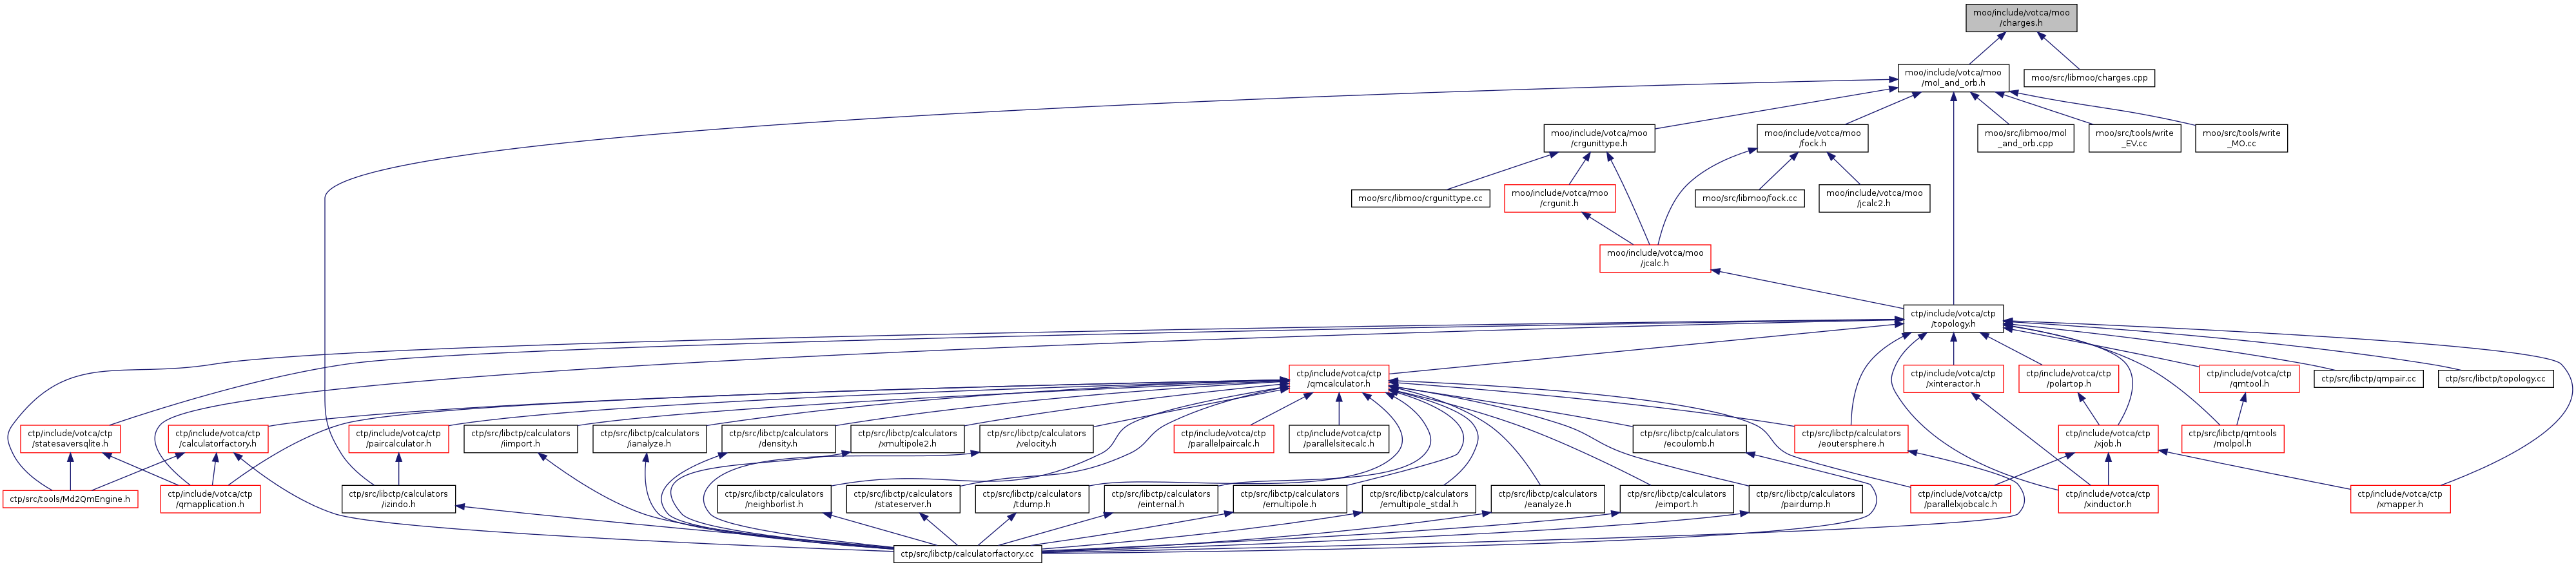 moo/include/votca/moo
/charges.h
moo/include/votca/moo
/mol_and_orb.h
moo/src/libmoo/charges.cpp
moo/include/votca/moo
/crgunittype.h
moo/include/votca/moo
/fock.h
moo/src/libmoo/mol
_and_orb.cpp
moo/src/tools/write
_EV.cc
moo/src/tools/write
_MO.cc
moo/src/libmoo/crgunittype.cc
moo/include/votca/moo
/crgunit.h
moo/src/libmoo/fock.cc
moo/include/votca/moo
/jcalc2.h
moo/include/votca/moo
/jcalc.h
ctp/include/votca/ctp
/topology.h
ctp/include/votca/ctp
/qmcalculator.h
ctp/include/votca/ctp
/xinteractor.h
ctp/include/votca/ctp
/polartop.h
ctp/include/votca/ctp
/qmtool.h
ctp/src/libctp/qmpair.cc
ctp/src/libctp/topology.cc
ctp/include/votca/ctp
/statesaversqlite.h
ctp/include/votca/ctp
/calculatorfactory.h
ctp/include/votca/ctp
/paircalculator.h
ctp/src/libctp/calculators
/iimport.h
ctp/src/libctp/calculators
/ianalyze.h
ctp/src/libctp/calculators
/density.h
ctp/src/libctp/calculators
/xmultipole2.h
ctp/src/libctp/calculators
/velocity.h
ctp/include/votca/ctp
/parallelpaircalc.h
ctp/include/votca/ctp
/parallelsitecalc.h
ctp/src/libctp/calculators
/ecoulomb.h
ctp/src/libctp/calculators
/eoutersphere.h
ctp/include/votca/ctp
/xjob.h
ctp/src/libctp/qmtools
/molpol.h
ctp/src/tools/Md2QmEngine.h
ctp/include/votca/ctp
/qmapplication.h
ctp/src/libctp/calculators
/izindo.h
ctp/src/libctp/calculators
/neighborlist.h
ctp/src/libctp/calculators
/stateserver.h
ctp/src/libctp/calculators
/tdump.h
ctp/src/libctp/calculators
/einternal.h
ctp/src/libctp/calculators
/emultipole.h
ctp/src/libctp/calculators
/emultipole_stdal.h
ctp/src/libctp/calculators
/eanalyze.h
ctp/src/libctp/calculators
/eimport.h
ctp/src/libctp/calculators
/pairdump.h
ctp/include/votca/ctp
/parallelxjobcalc.h
ctp/include/votca/ctp
/xinductor.h
ctp/include/votca/ctp
/xmapper.h
ctp/src/libctp/calculatorfactory.cc